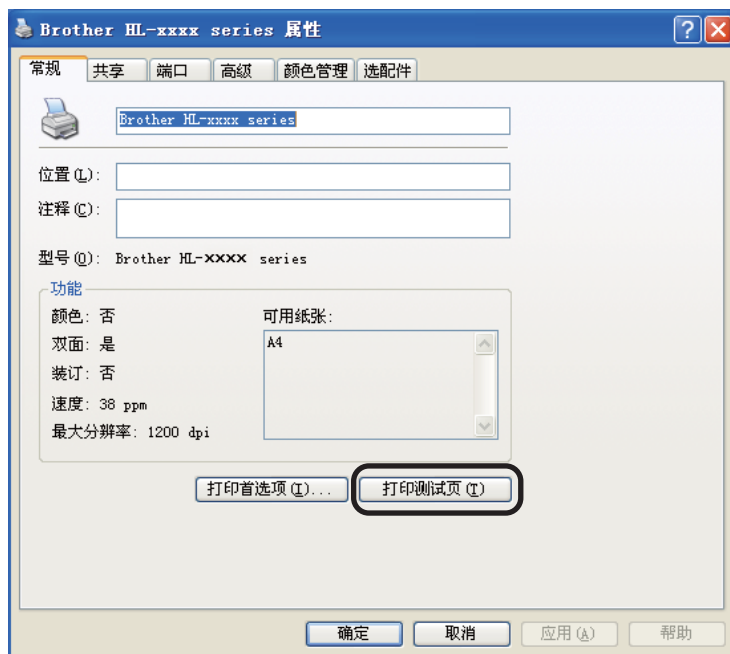 Brother HL-xxxx series 属性
常规 共享 端口 高级 颜色管理 选配件
Brother HL-xxxx series
位置(L):
注释(C):
型号(O): Brother HL-XXXX series
功能
颜色: 否 可用纸张:
双面: 是 A4
装订: 否
速度: 38 ppm
最大分辨率: 1200 dpi
打印首选项(I)... 打印测试页(T)
确定 取消 应用(A) 帮助